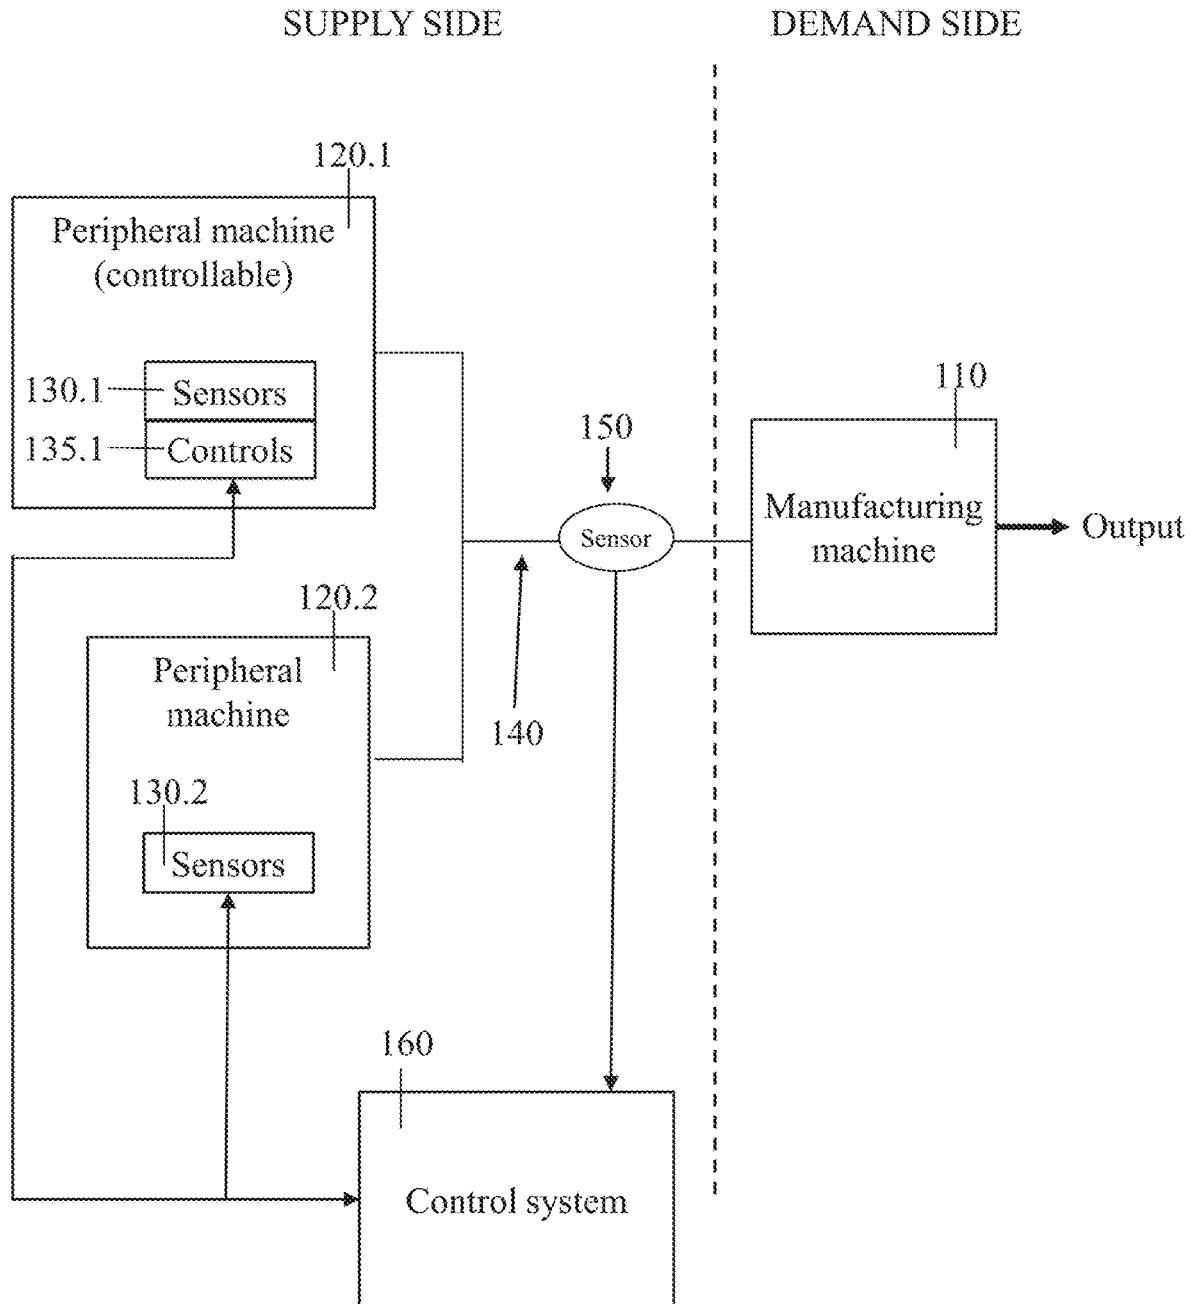 SUPPLY SIDE
DEMAND SIDE
120.1
Peripheral machine
(controllable)
130.1
Sensors
135.1
Controls
150
Sensor
110
Manufacturing
machine
Output
120.2
Peripheral
machine
140
130.2
Sensors
160
Control system